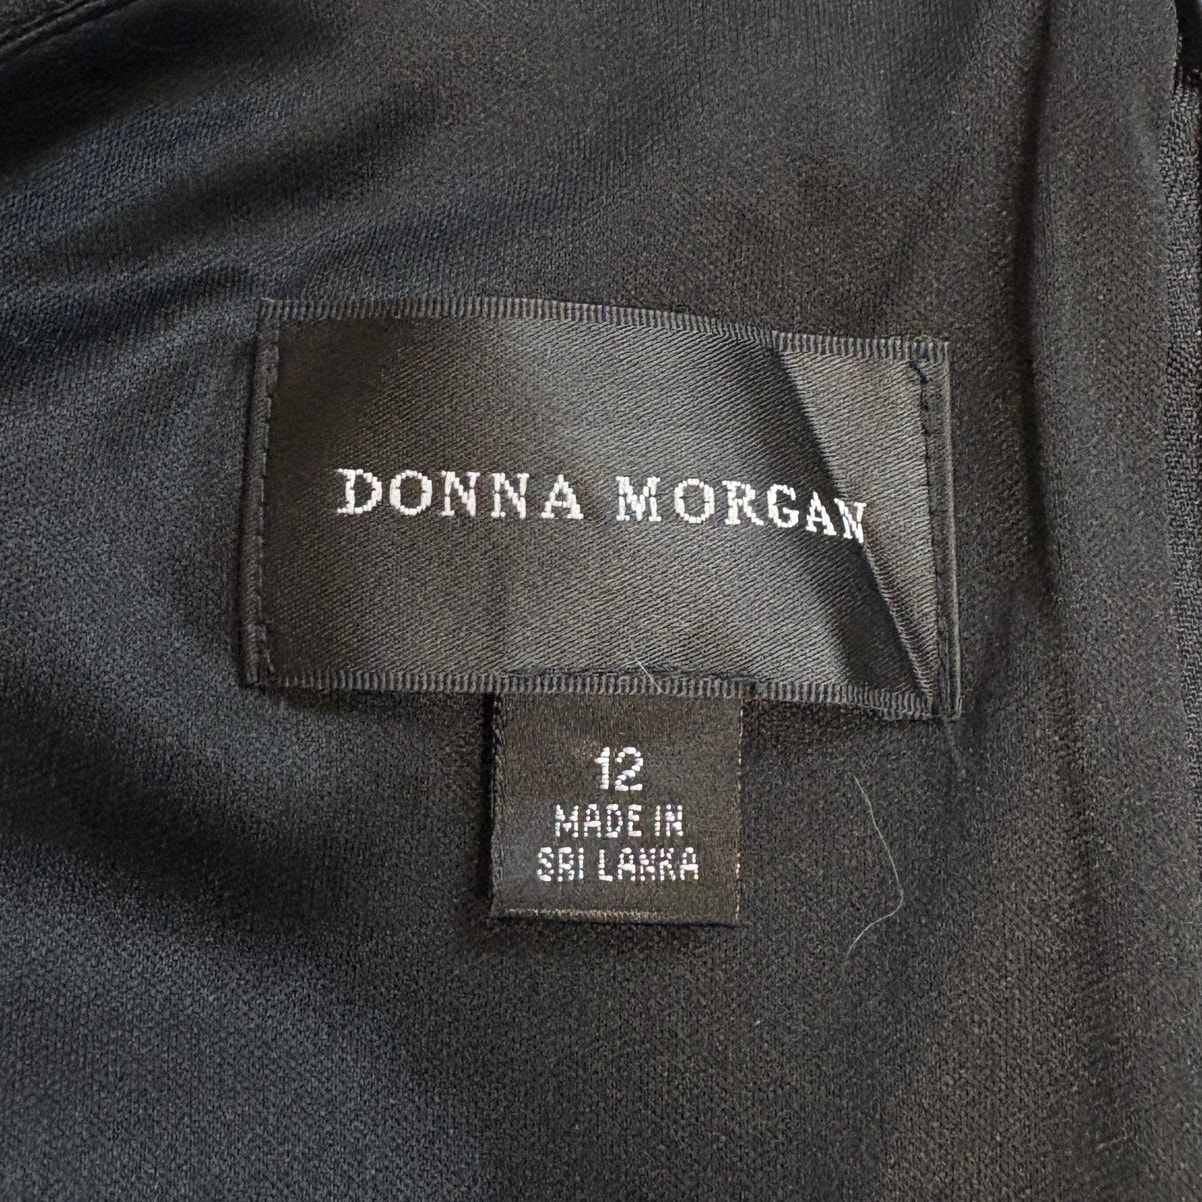 DONNA MORGAN
12
MADE IN
SRI LANKA